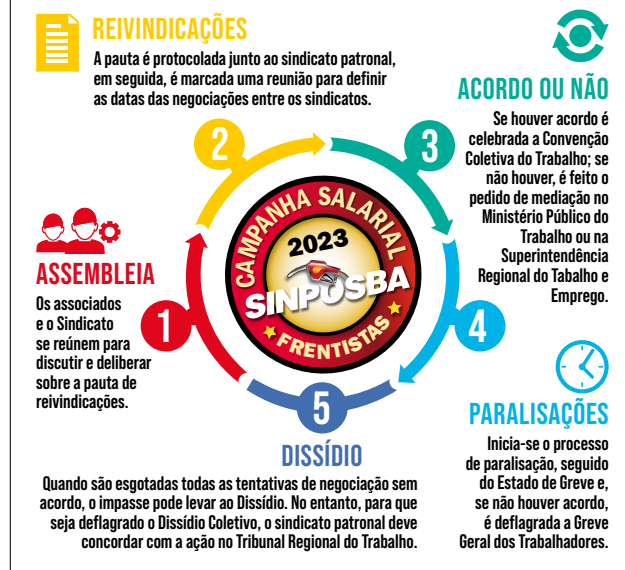 REIVINDICAÇÕES
A pauta é protocolada junto ao sindicato patronal,
em seguida, é marcada uma reunião para definir
as datas das negociações entre os sindicatos.
2
ACORDO OU NÃO
Se houver acordo é
celebrada a Convenção
Coletiva do Trabalho; se
não houver, é feito o
pedido de mediação no
Ministério Público do
Trabalho ou na
Superintendência
Regional do Tabalho e
Emprego.
3
CAMPANHA SALARIAL
2023
SINPOSBA
FRENTISTAS
ASSEMBLEIA
Os associados
e o Sindicato
se reúnem para
discutir e deliberar
sobre a pauta de
reivindicações.
1
4
PARALISAÇÕES
Inicia-se o processo
de paralisação, seguido
do Estado de Greve e,
se não houver acordo,
é deflagrada a Greve
Geral dos Trabalhadores.
5
DISSÍDIO
Quando são esgotadas todas as tentativas de negociação sem
acordo, o impasse pode levar ao Dissídio. No entanto, para que
seja deflagrado o Dissídio Coletivo, o sindicato patronal deve
concordar com a ação no Tribunal Regional do Trabalho.